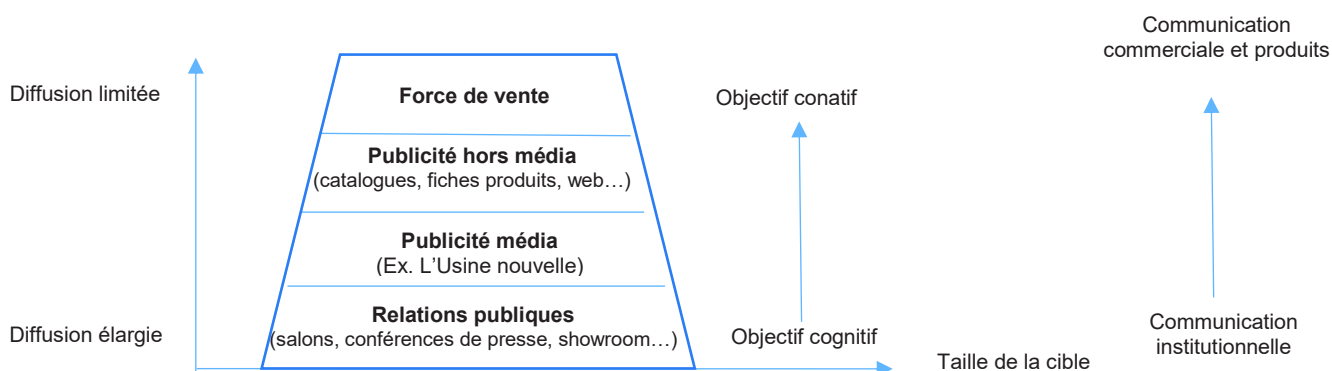 Communication
commerciale et produits
Diffusion limitée
Force de vente
Objectif conatif
Publicité hors média
(catalogues, fiches produits, web…)
Publicité média
(Ex. L’Usine nouvelle)
Relations publiques
(salons, conférences de presse, showroom…)
Diffusion élargie
Objectif cognitif
Communication
institutionnelle
Taille de la cible